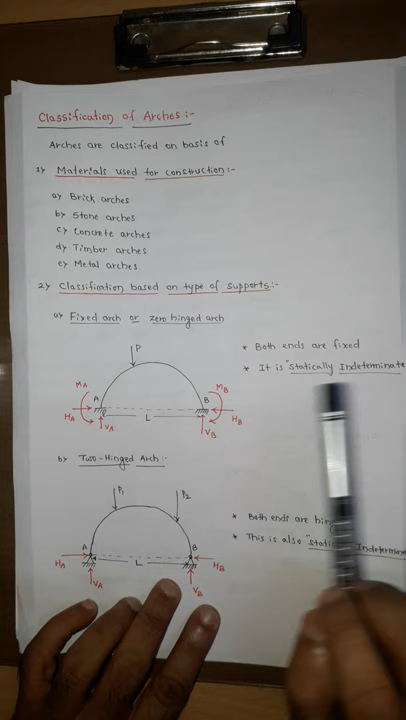 Classification of Arches :-
Arches are classified on basis of
1) Materials used for construction :-
a) Brick arches
b) Stone arches
c) Concrete arches
d) Timber arches
e) Metal arches.
2) Classification based on type of supports:-
a) Fixed arch or zero hinged arch
* Both ends are fixed
* It is "Statically Indeterminate
P
MA
MB
A
B
HA
HB
VA
L
VB
b) Two-Hinged Arch :-
P1
P2
* Both ends are
* This is also
Indetermin
A
B
HA
L
HB
VA
VB